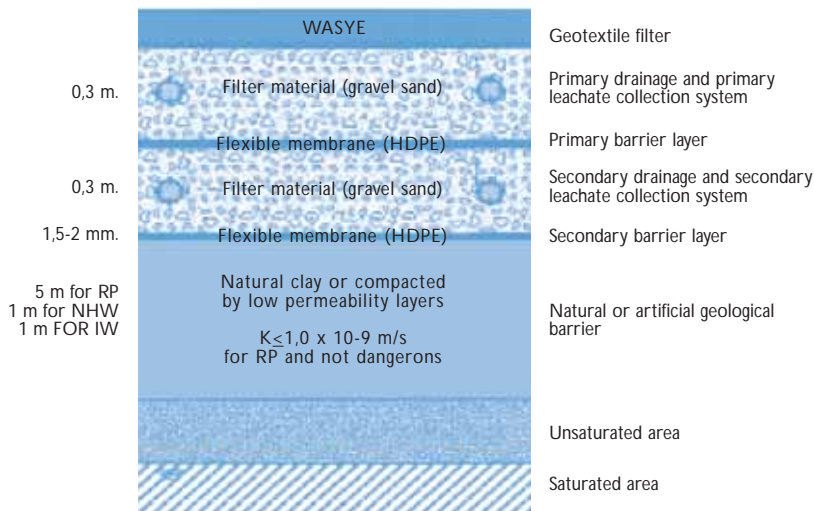 WASYE
Geotextile filter
0,3 m.
Filter material (gravel sand)
Primary drainage and primary
leachate collection system
Flexible membrane (HDPE)
Primary barrier layer
0,3 m.
Filter material (gravel sand)
Secondary drainage and secondary
leachate collection system
1,5-2 mm.
Flexible membrane (HDPE)
Secondary barrier layer
5 m for RP
1 m for NHW
1 m FOR IW
Natural clay or compacted
by low permeability layers
K≤1,0 x 10-9 m/s
for RP and not dangerons
Natural or artificial geological
barrier
Unsaturated area
Saturated area